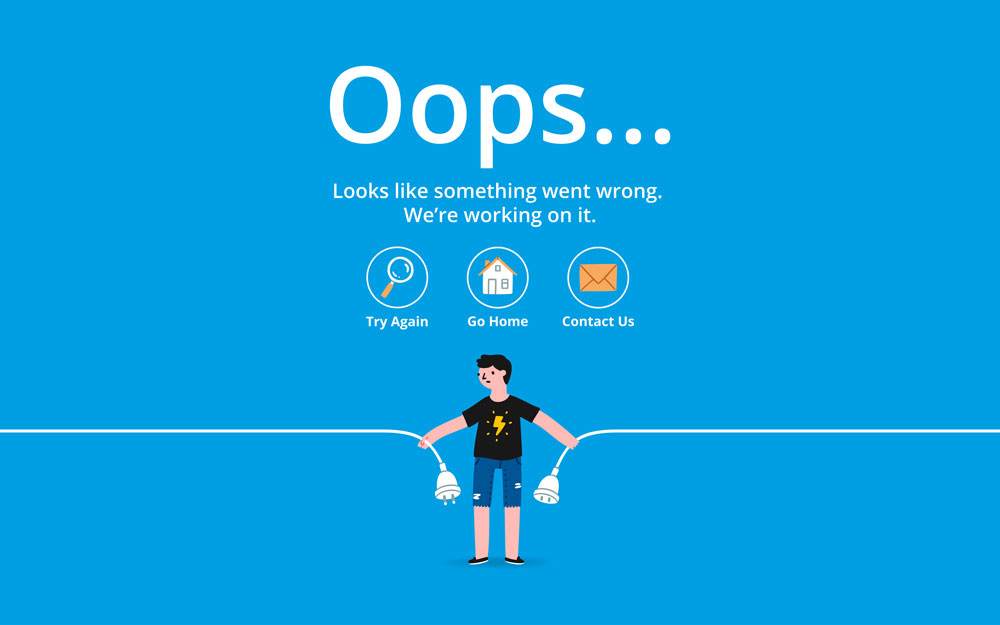 Oops...
Looks like something went wrong.
We’re working on it.
Try Again
Go Home
Contact Us